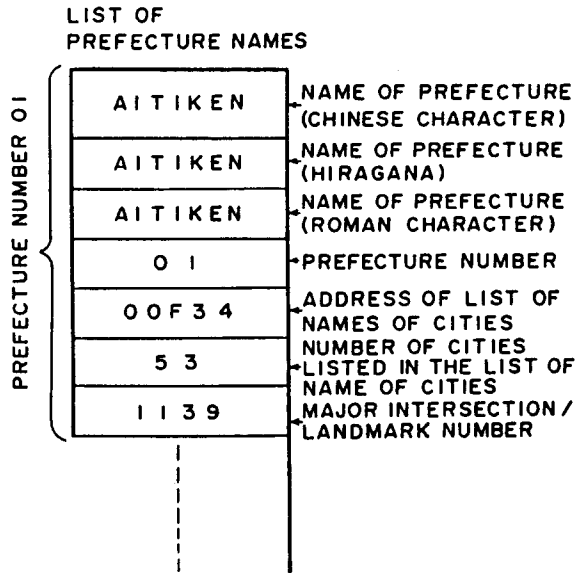 LIST OF
PREFECTURE NAMES
PREFECTURE NUMBER 01
AITIKEN
NAME OF PREFECTURE
(CHINESE CHARACTER)
AITIKEN
NAME OF PREFECTURE
(HIRAGANA)
AITIKEN
NAME OF PREFECTURE
(ROMAN CHARACTER)
01
PREFECTURE NUMBER
00F34
ADDRESS OF LIST OF
NAMES OF CITIES
53
NUMBER OF CITIES
LISTED IN THE LIST OF
NAME OF CITIES
1139
MAJOR INTERSECTION/
LANDMARK NUMBER